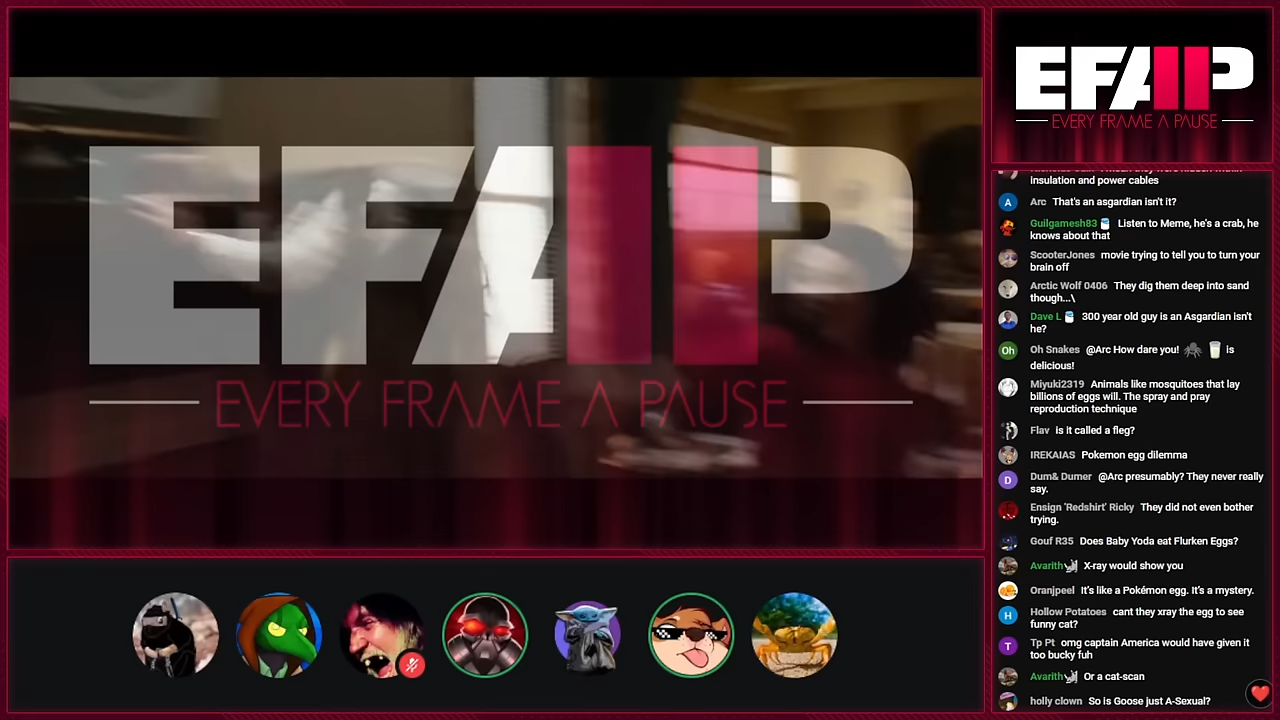 EFAP
EVERY FRAME A PAUSE
EFAP
EVERY FRAME A PAUSE
insulation and power cables
A Arc That's an asgardian isn't it?
Guilgamesh83 Listen to Meme, he's a crab, he
knows about that
ScooterJones movie trying to tell you to turn your
brain off
Arctic Wolf 0406 They dig them deep into sand
though...\
Dave L 300 year old guy is an Asgardian isn't
he?
Oh Oh Snakes @Arc How dare you! is
delicious!
Miyuki2319 Animals like mosquitoes that lay
billions of eggs will. The spray and pray
reproduction technique
Flav is it called a fleg?
IREKAIAS Pokemon egg dilemma
D Dum& Dumer @Arc presumably? They never really
say.
Ensign 'Redshirt' Ricky They did not even bother
trying.
Gouf R35 Does Baby Yoda eat Flurken Eggs?
Avarith X-ray would show you
Oranjpeel It's like a Pokémon egg. It's a mystery.
H Hollow Potatoes cant they xray the egg to see
funny cat?
T Tp Pt omg captain America would have given it
too bucky fuh
Avarith Or a cat-scan
holly clown So is Goose just A-Sexual?